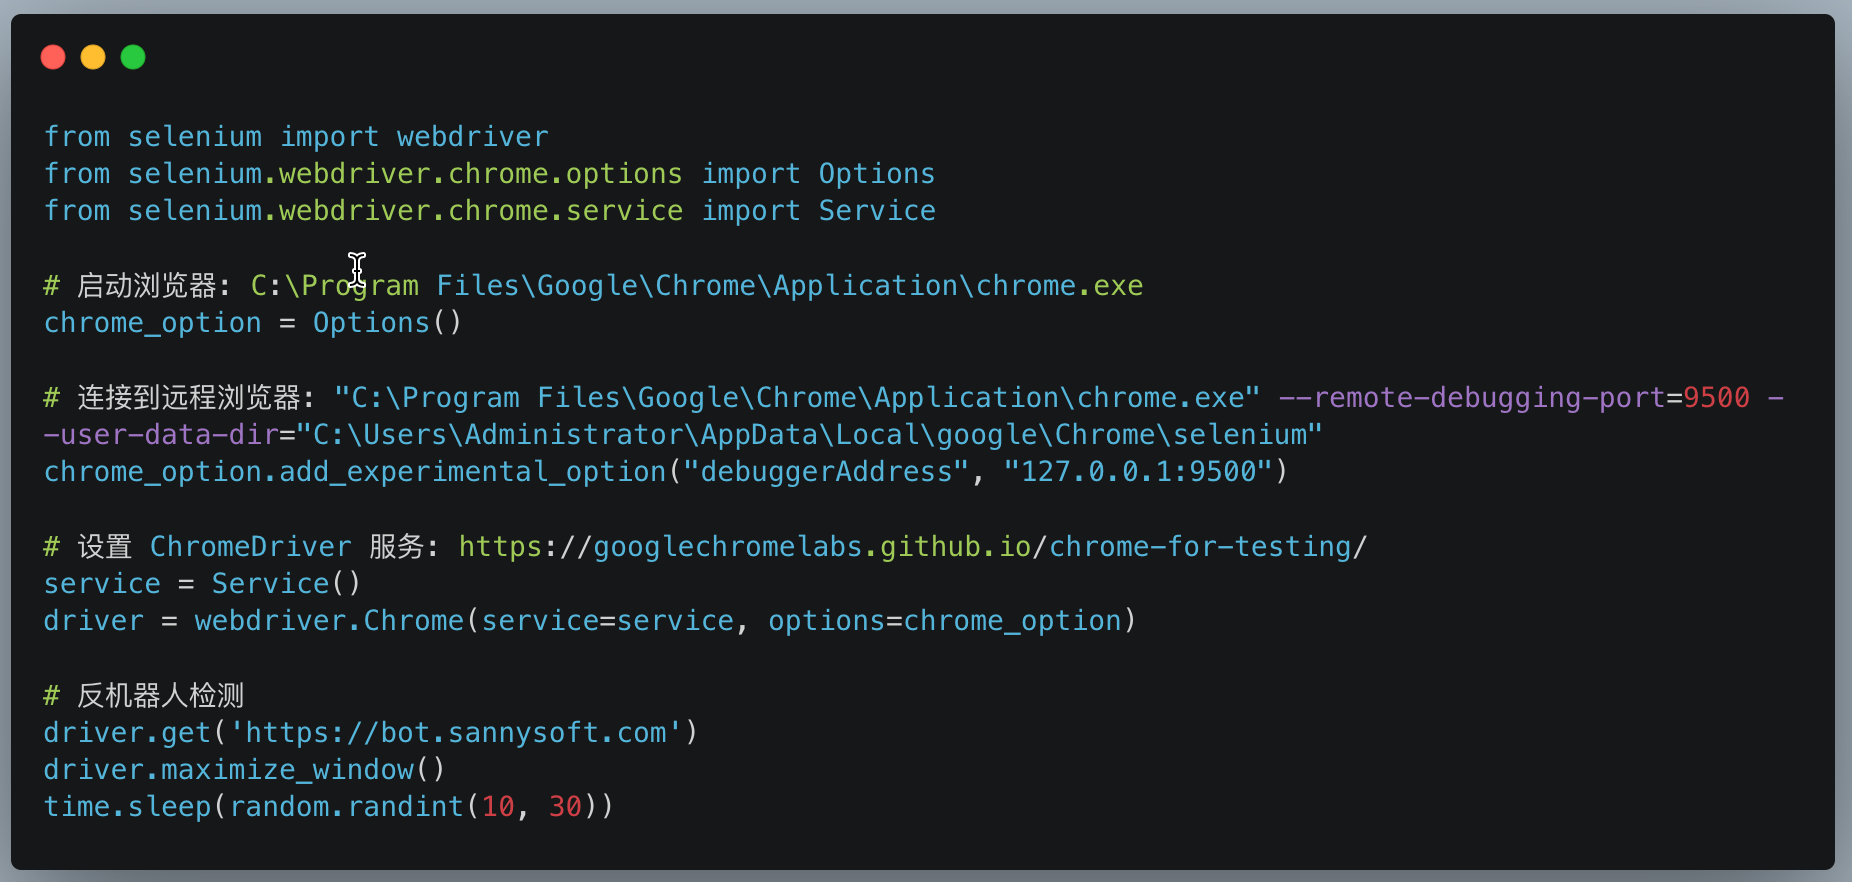 from selenium import webdriver
from selenium.webdriver.chrome.options import Options
from selenium.webdriver.chrome.service import Service
# 启动浏览器: C:\Program Files\Google\Chrome\Application\chrome.exe
chrome_option = Options()
# 连接到远程浏览器: "C:\Program Files\Google\Chrome\Application\chrome.exe" --remote-debugging-port=9500 -
-user-data-dir="C:\Users\Administrator\AppData\Local\google\Chrome\selenium"
chrome_option.add_experimental_option("debuggerAddress", "127.0.0.1:9500")
# 设置 ChromeDriver 服务: https://googlechromelabs.github.io/chrome-for-testing/
service = Service()
driver = webdriver.Chrome(service=service, options=chrome_option)
# 反机器人检测
driver.get('https://bot.sannysoft.com')
driver.maximize_window()
time.sleep(random.randint(10, 30))